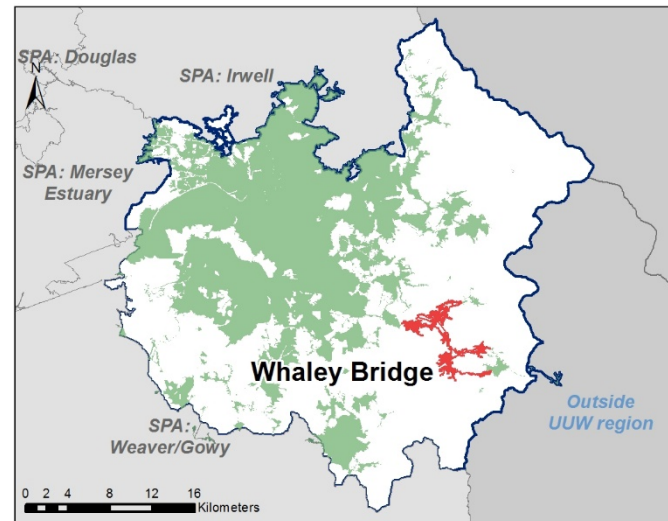 SPA: Douglas
N
SPA: Irwell
SPA: Mersey
Estuary
Whaley Bridge
SPA:
Weaver/Gowy
Outside
UUW region
0 2 4 8 12 16
Kilometers